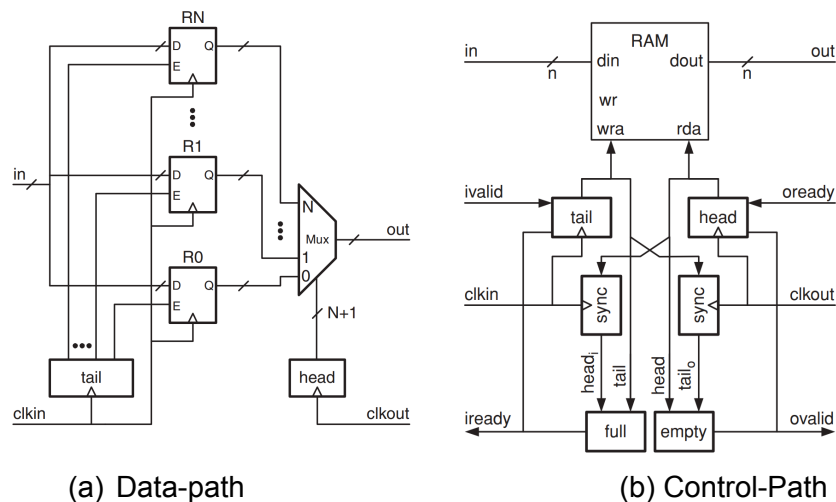 RN
D
Q
E
R1
in
D
Q
E
N
out
Mux
1
0
R0
D
Q
E
N+1
tail
head
clkin
clkout
(a) Data-path
RAM
in
out
n
din
dout
n
wr
wra
rda
ivalid
oready
tail
head
clkin
sync
sync
clkout
headi
tail
head
tailo
iready
full
empty
ovalid
(b) Control-Path